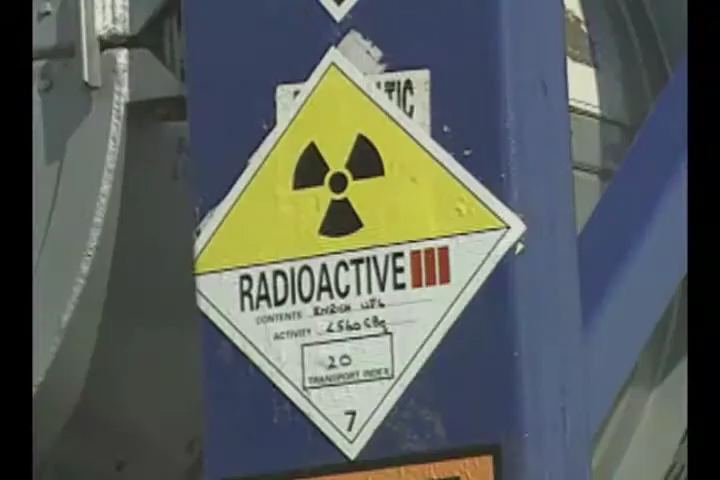 TIC
RADIOACTIVE III
CONTENTS
ACTIVITY
20
TRANSPORT INDEX
7